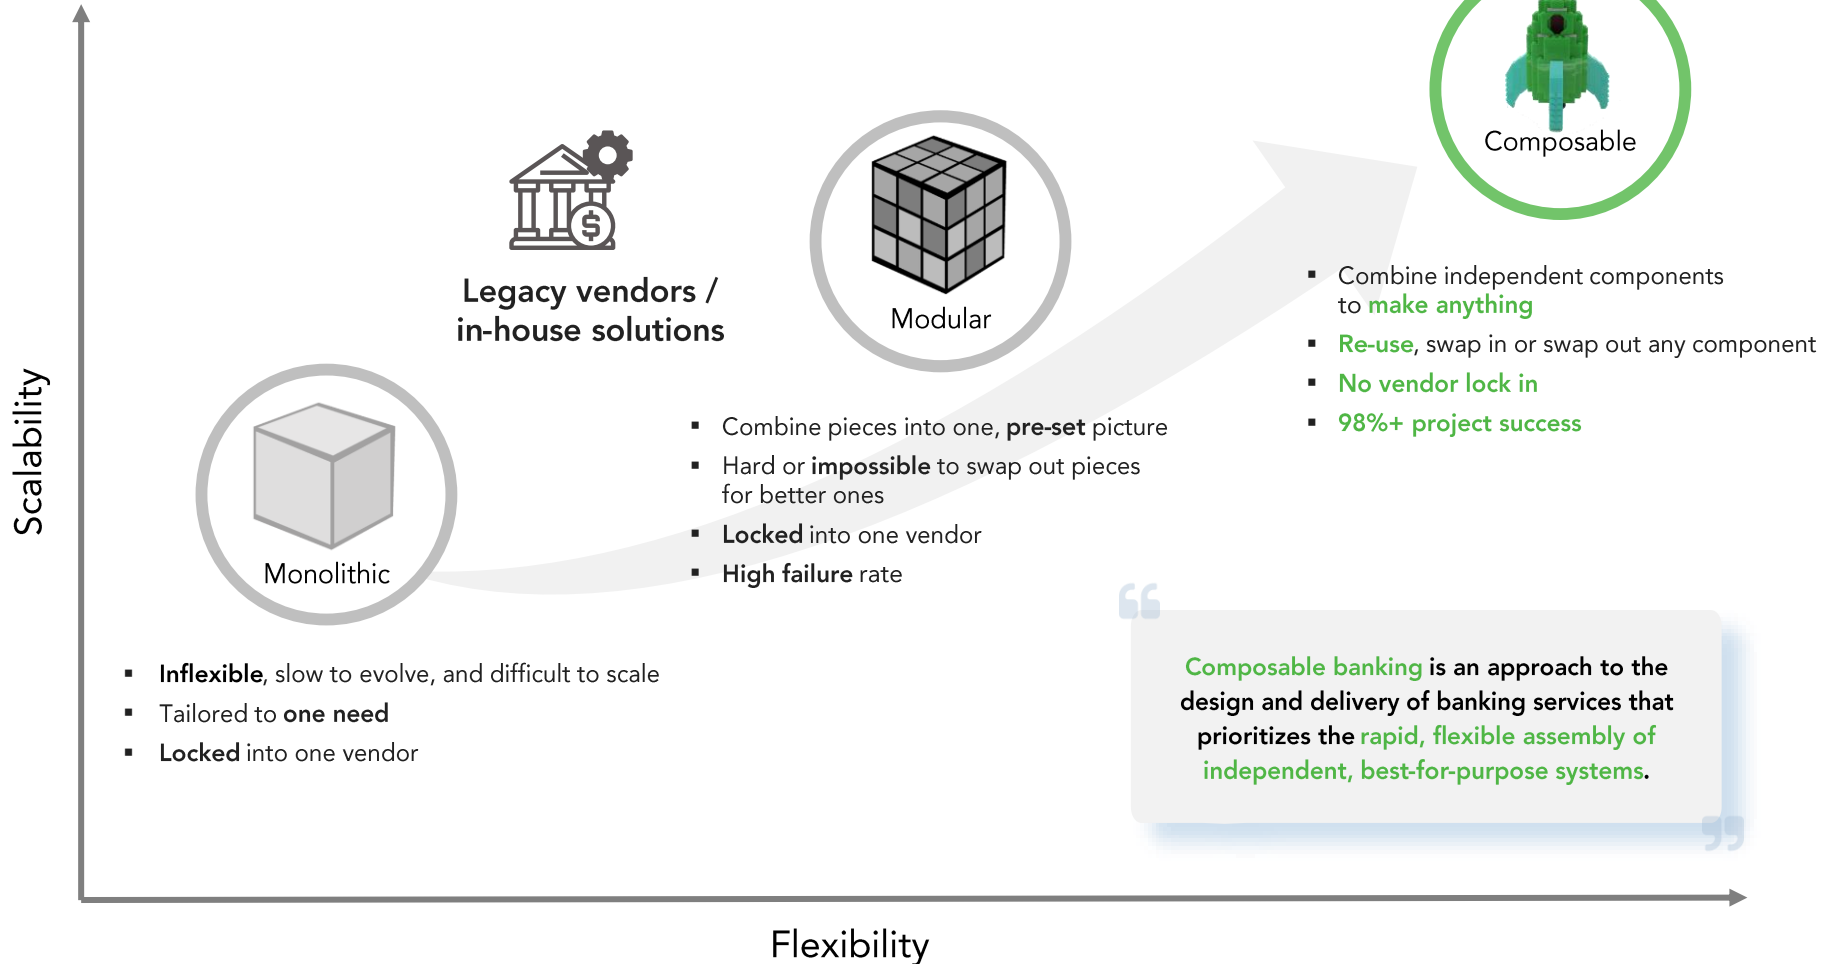 Scalability
Composable
Combine independent components
to make anything
Re-use, swap in or swap out any component
No vendor lock in
98%+ project success
Legacy vendors /
in-house solutions
$
Modular
Combine pieces into one, pre-set picture
Hard or impossible to swap out pieces
for better ones
Locked into one vendor
High failure rate
Monolithic
Inflexible, slow to evolve, and difficult to scale
Tailored to one need
Locked into one vendor
“
Composable banking is an approach to the
design and delivery of banking services that
prioritizes the rapid, flexible assembly of
independent, best-for-purpose systems.
”
Flexibility